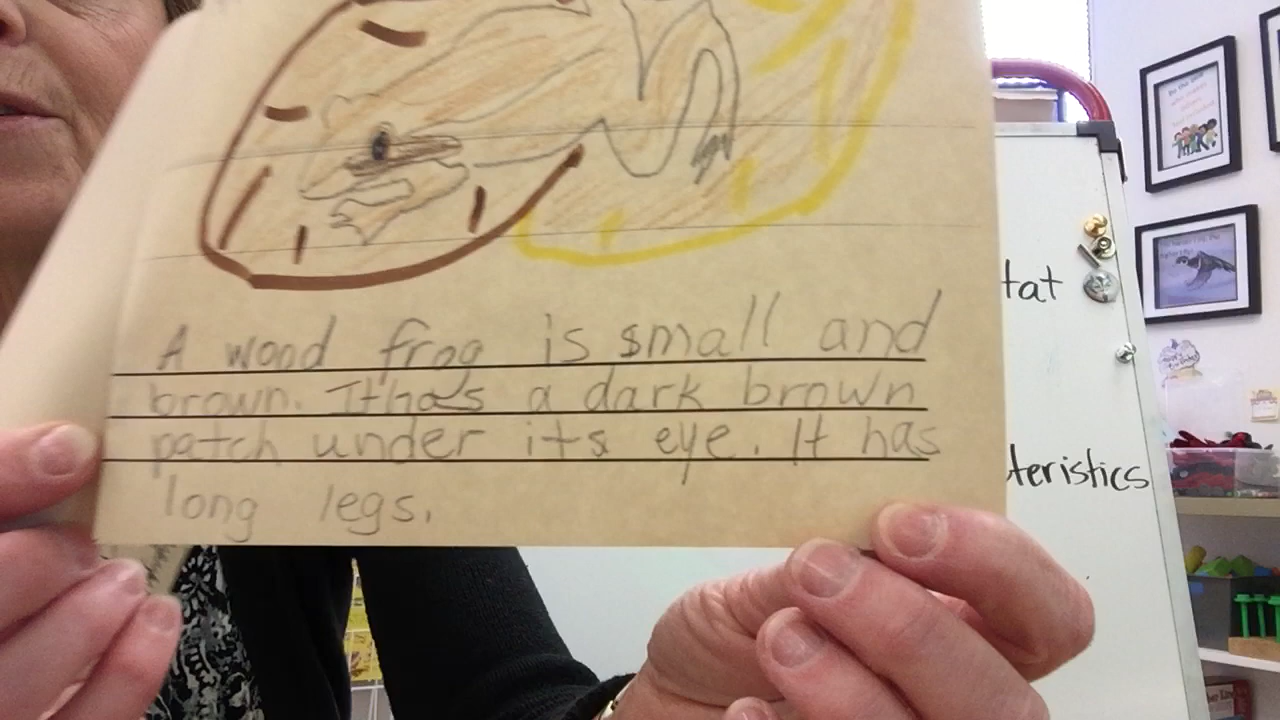 A wood frog is small and
brown. It has a dark brown
patch under its eye. It has
long legs.
tat
teristics